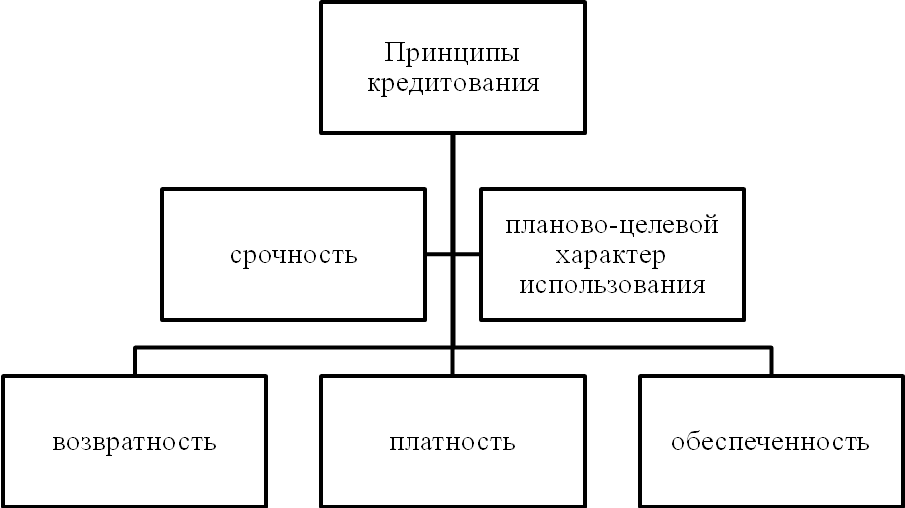 Принципы
кредитования
срочность
планово-целевой
характер
использования
возвратность
платность
обеспеченность